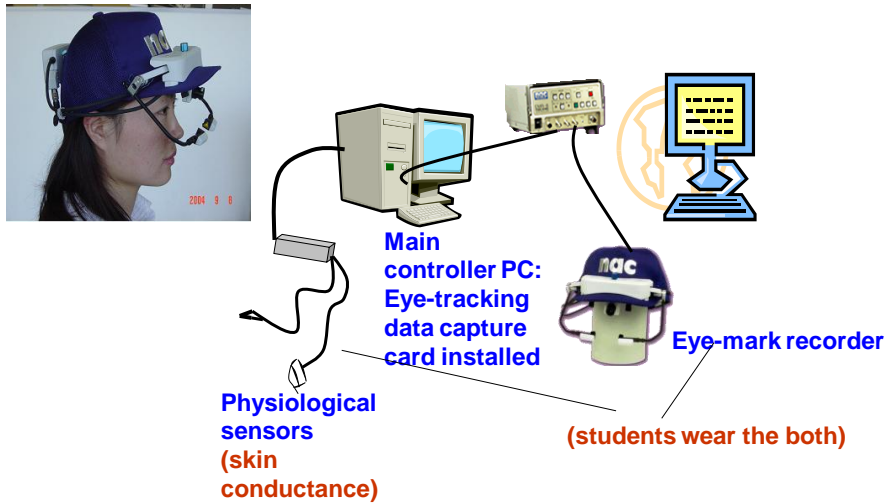 nac
2004 9 8
Main
controller PC:
Eye-tracking
data capture
card installed
nac
Eye-mark recorder
Physiological
sensors
(skin
conductance)
(students wear the both)